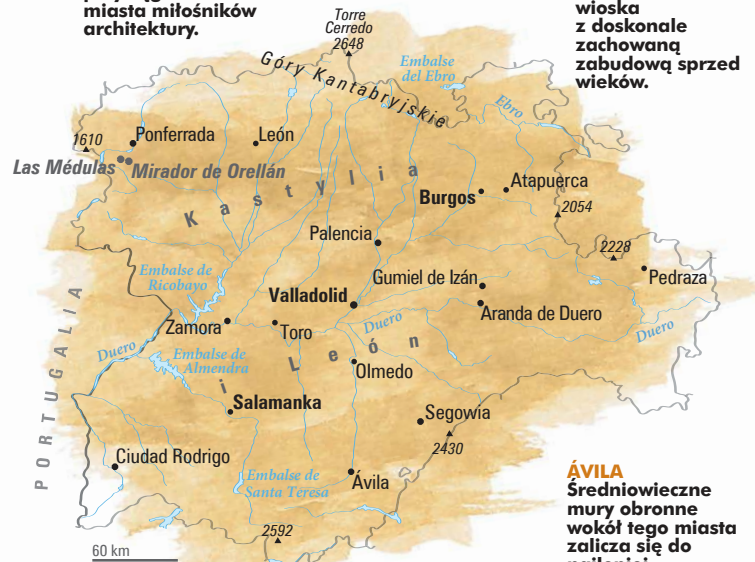 miasta miłośników
architektury.
wioska
z doskonale
zachowaną
zabudową sprzed
wieków.
Torre
Cerredo
2648
Góry Kantabryjskie
Embalse
del Ebro
Ebro
1610
Ponferrada
León
Las Médulas
Mirador de Orellán
Kastylia
Burgos
Atapuerca
2054
Palencia
2228
Embalse de
Ricobayo
Gumiel de Izán
Pedraza
Valladolid
Aranda de Duero
Zamora
Toro
Duero
Duero
PORTUGALIA
Duero
Embalse de
Almendra
i León
Olmedo
Salamanka
Segowia
2430
Ciudad Rodrigo
Embalse de
Santa Teresa
Ávila
2592
60 km
ÁVILA
Średniowieczne
mury obronne
wokół tego miasta
zalicza się do